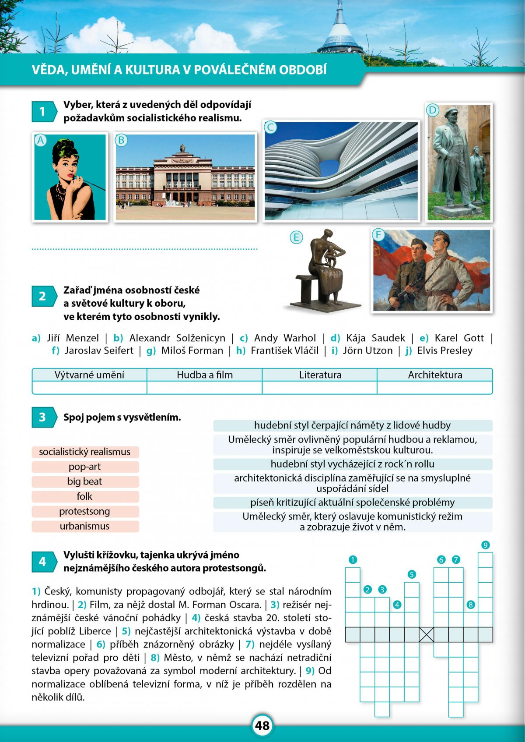 VĚDA, UMĚNÍ A KULTURA V POVÁLEČNÉM OBDOBÍ
1
Vyber, která z uvedených děl odpovídají
požadavkům socialistického realismu.
A
B
C
D
E
F
2
Zařaď jména osobností české
a světové kultury k oboru,
ve kterém tyto osobnosti vynikly.
a) Jiří Menzel | b) Alexandr Solženicyn | c) Andy Warhol | d) Kája Saudek | e) Karel Gott |
f) Jaroslav Seifert | g) Miloš Forman | h) František Vláčil | i) Jörn Utzon | j) Elvis Presley
Výtvarné umění
Hudba a film
Literatura
Architektura
3
Spoj pojem s vysvětlením.
socialistický realismus
pop-art
big beat
folk
protestsong
urbanismus
hudební styl čerpající náměty z lidové hudby
Umělecký směr ovlivněný populární hudbou a reklamou,
inspiruje se velkoměstskou kulturou.
hudební styl vycházející z rock´n rollu
architektonická disciplína zaměřující se na smysluplné
uspořádání sídel
píseň kritizující aktuální společenské problémy
Umělecký směr, který oslavuje komunistický režim
a zobrazuje život v něm.
4
Vylušti křížovku, tajenka ukrývá jméno
nejznámějšího českého autora protestsongů.
1) Český, komunisty propagovaný odbojář, který se stal národním
hrdinou. | 2) Film, za nějž dostal M. Forman Oscara. | 3) režisér nej-
známější české vánoční pohádky | 4) česká stavba 20. století sto-
jící poblíž Liberce | 5) nejčastější architektonická výstavba v době
normalizace | 6) příběh znázorněný obrázky | 7) nejdéle vysílaný
televizní pořad pro děti | 8) Město, v němž se nachází netradiční
stavba opery považovaná za symbol moderní architektury. | 9) Od
normalizace oblíbená televizní forma, v níž je příběh rozdělen na
několik dílů.
1
2
3
4
5
6
7
8
9
48